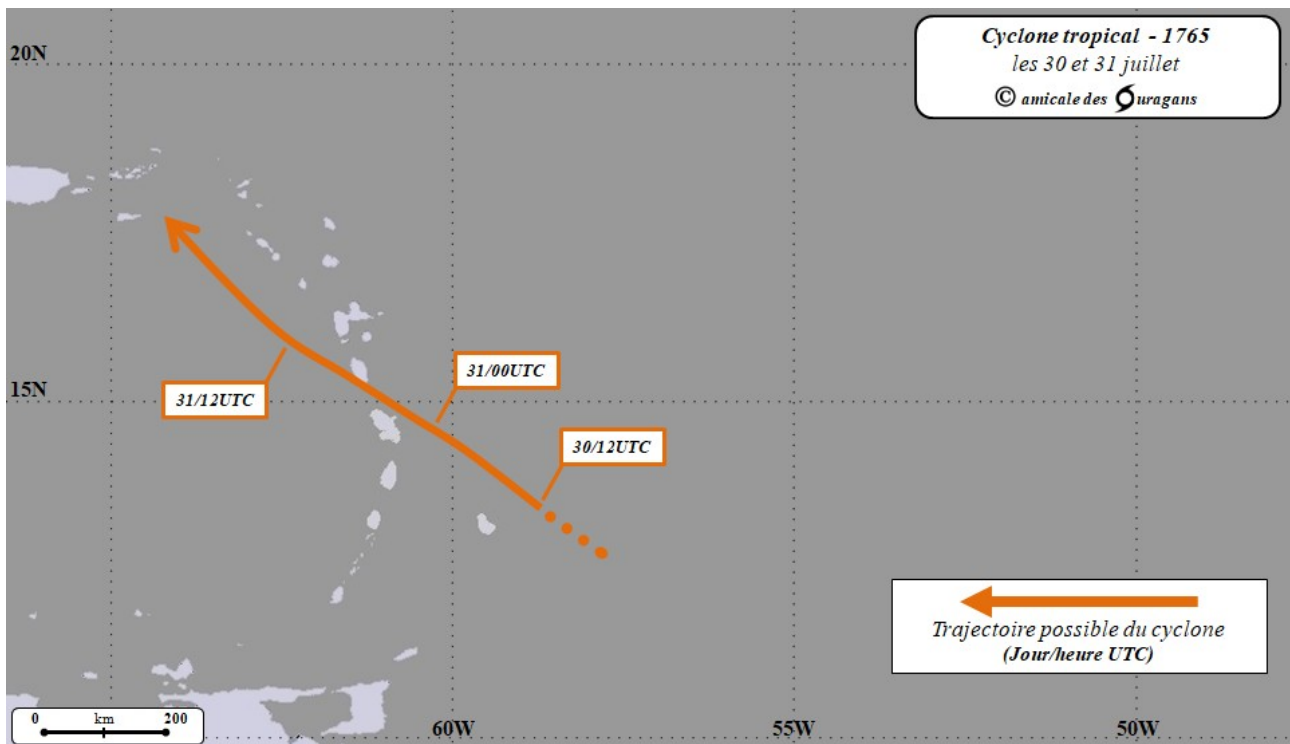 20N
Cyclone tropical - 1765
les 30 et 31 juillet
© amicale des Ouragans
31/00UTC
31/12UTC
15N
30/12UTC
Trajectoire possible du cyclone
(Jour/heure UTC)
0 km 200
60W
55W
50W